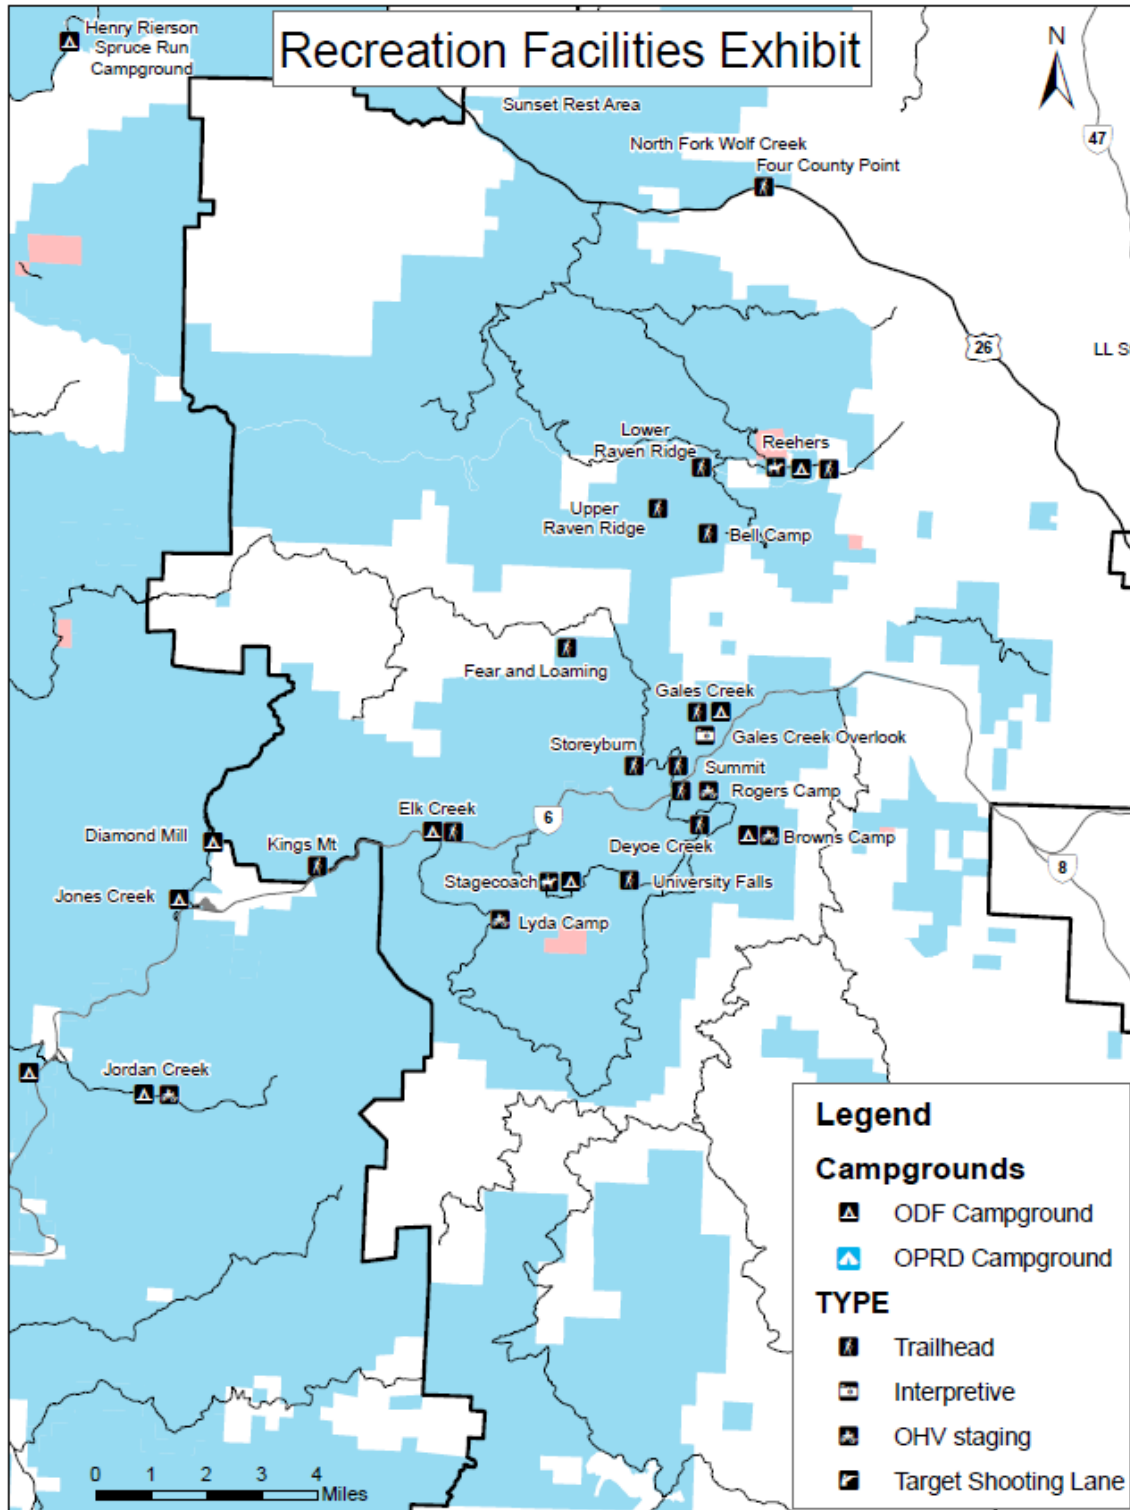 Henry Rierson
Spruce Run
Campground
Recreation Facilities Exhibit
N
Sunset Rest Area
47
North Fork Wolf Creek
Four County Point
26
Lower
Raven Ridge
Reehers
Upper
Raven Ridge
Bell Camp
Fear and Loaming
Gales Creek
Gales Creek Overlook
Storeyburn
Summit
Rogers Camp
Elk Creek
6
Diamond Mill
Kings Mt
Deyoe Creek
Browns Camp
8
Jones Creek
Stagecoach
University Falls
Lyda Camp
Jordan Creek
Legend
Campgrounds
ODF Campground
OPRD Campground
TYPE
Trailhead
Interpretive
OHV staging
Target Shooting Lane
0 1 2 3 4
Miles